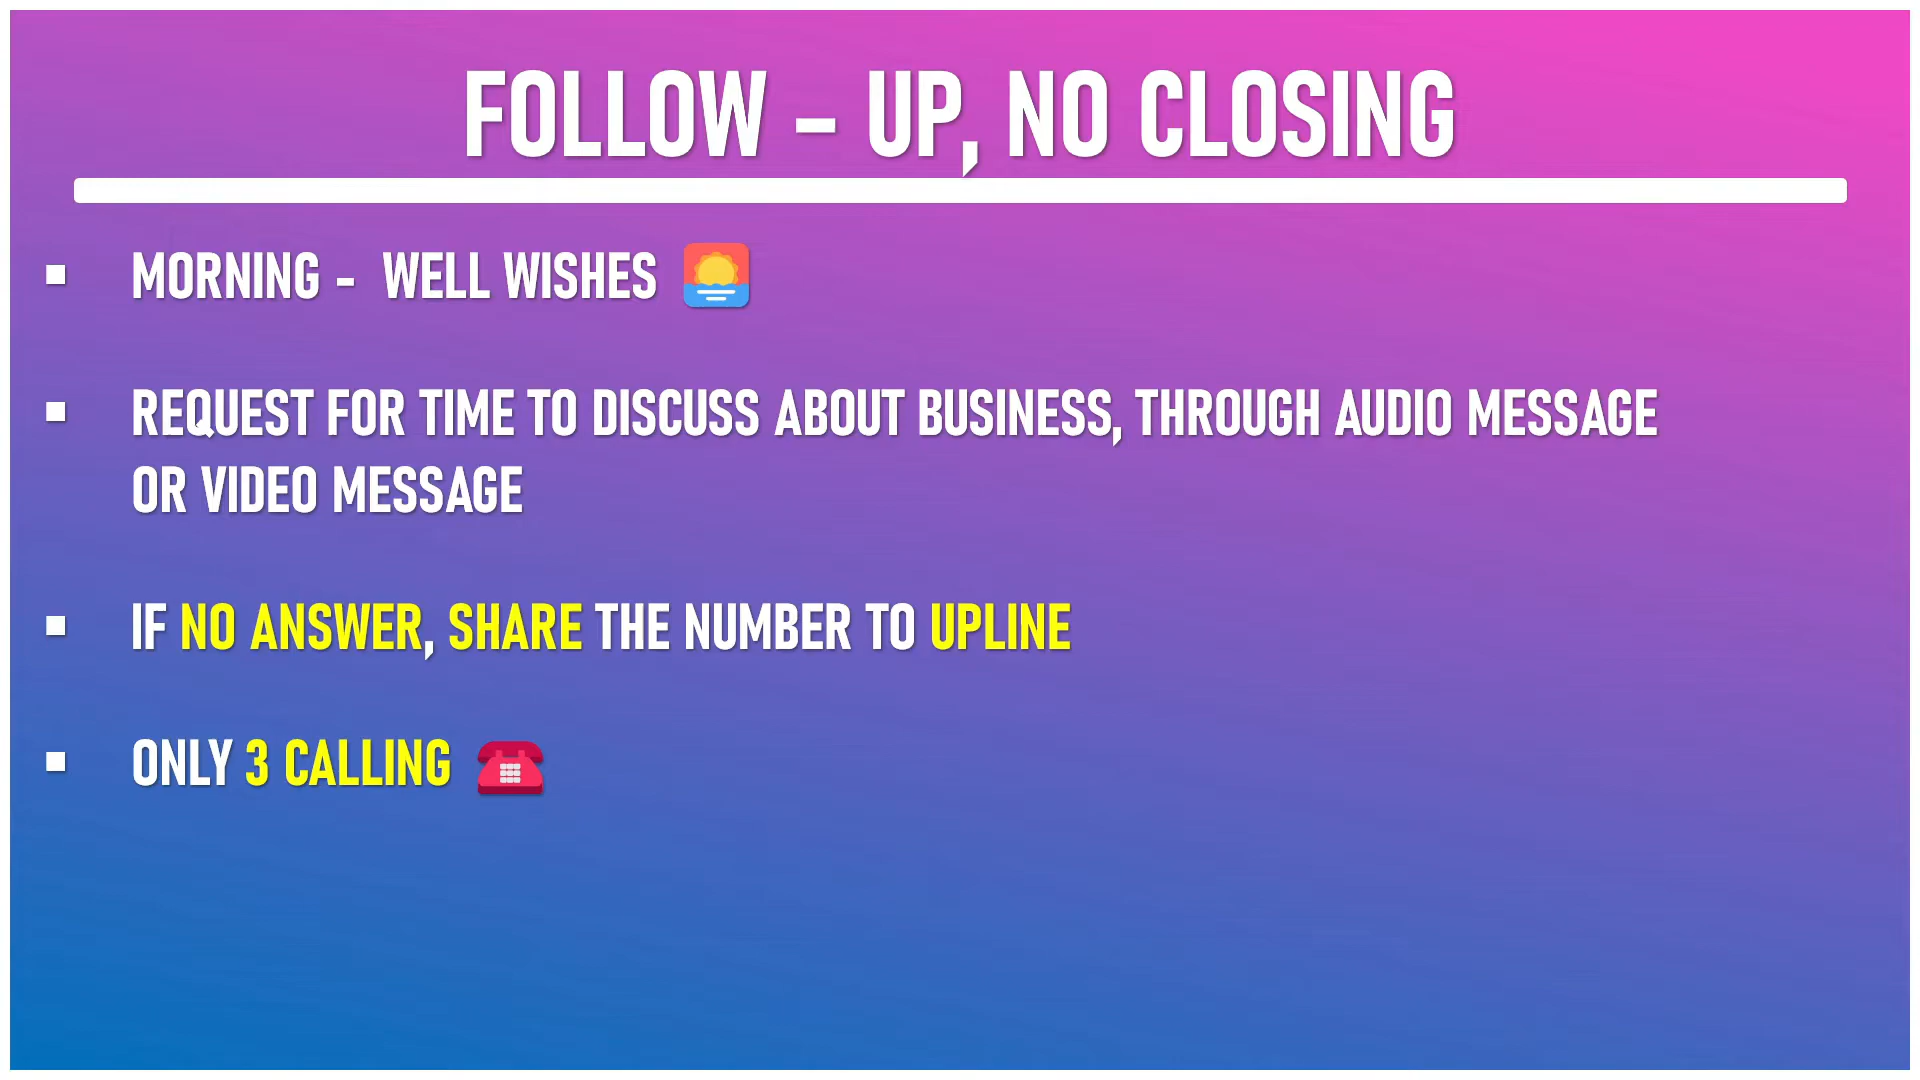 FOLLOW – UP, NO CLOSING
▪ MORNING - WELL WISHES
▪ REQUEST FOR TIME TO DISCUSS ABOUT BUSINESS, THROUGH AUDIO MESSAGE
OR VIDEO MESSAGE
▪ IF NO ANSWER, SHARE THE NUMBER TO UPLINE
▪ ONLY 3 CALLING